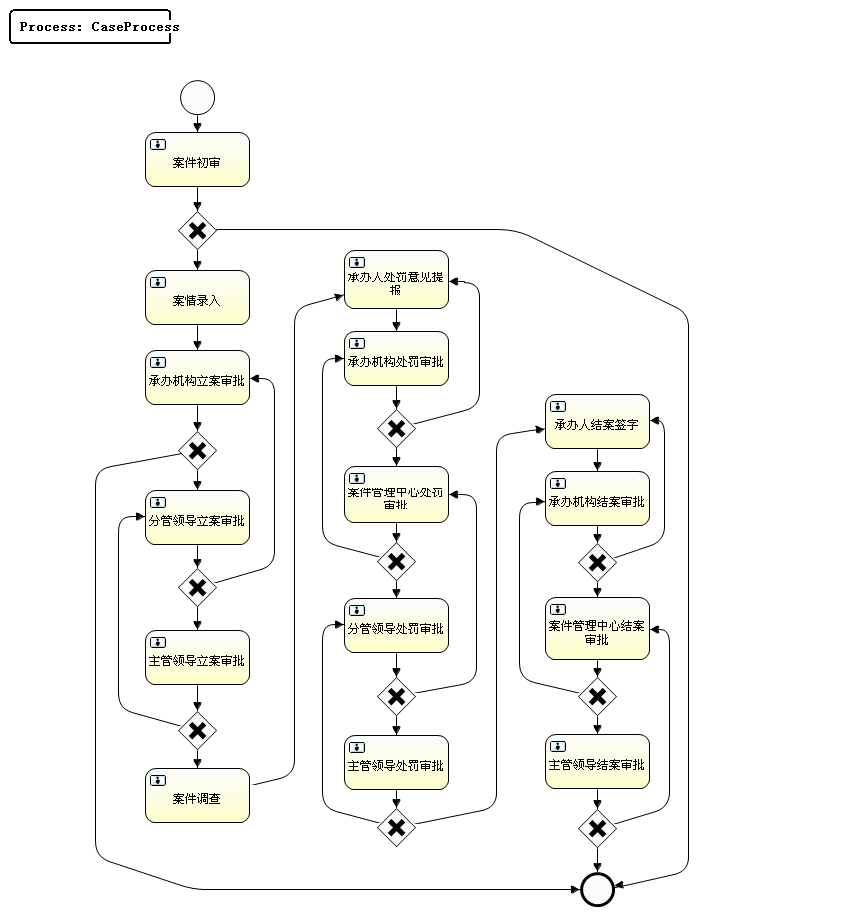 Process: CaseProcess
案件初审
案情录入
承办机构立案审批
分管领导立案审批
主管领导立案审批
案件调查
承办人处罚意见提
报
承办机构处罚审批
案件管理中心处罚
审批
分管领导处罚审批
主管领导处罚审批
承办人结案签字
承办机构结案审批
案件管理中心结案
审批
主管领导结案审批